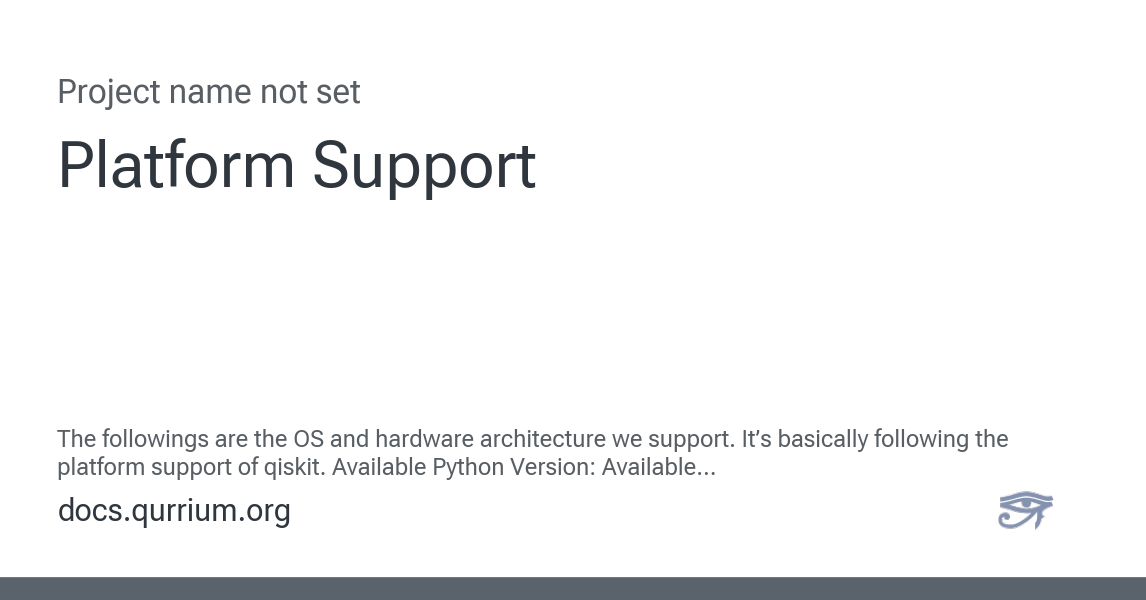 Project name not set
Platform Support
The followings are the OS and hardware architecture we support. It’s basically following the
platform support of qiskit. Available Python Version: Available...
docs.qurrium.org